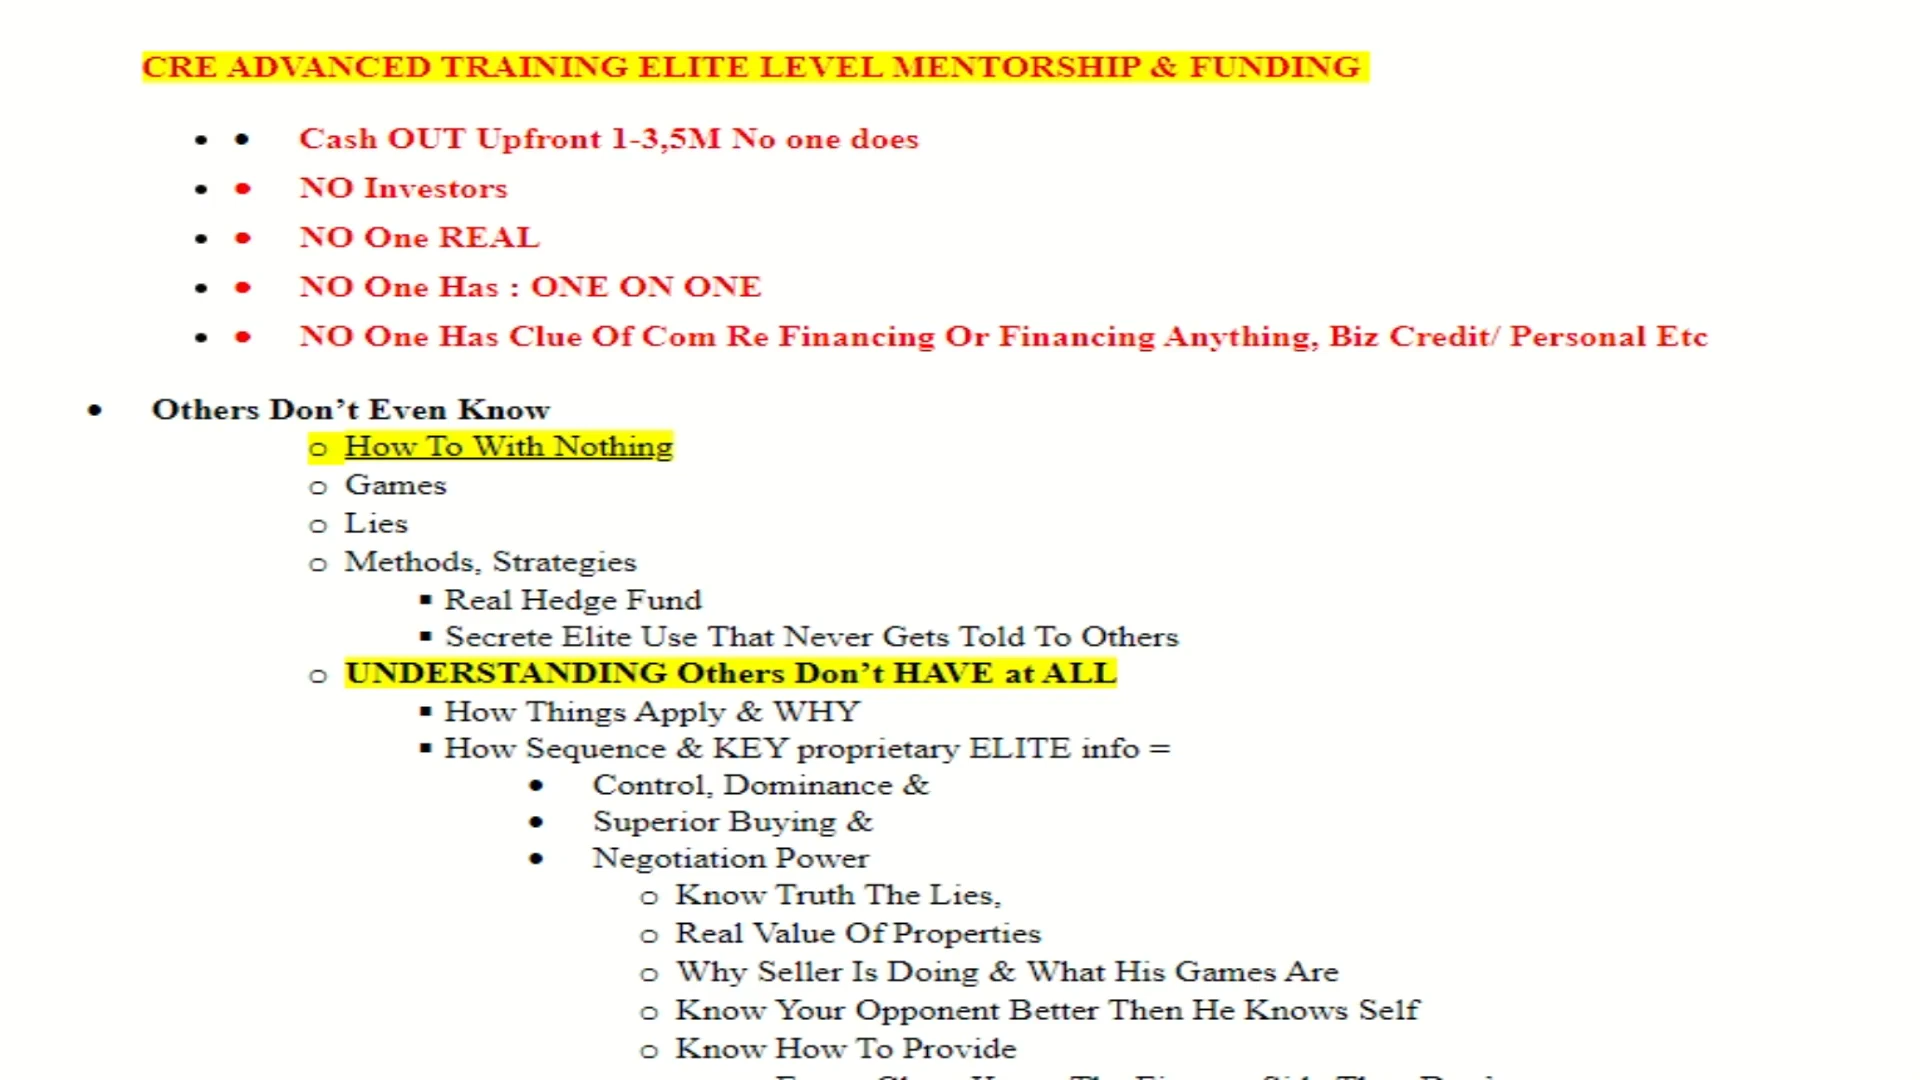 CRE ADVANCED TRAINING ELITE LEVEL MENTORSHIP & FUNDING
Cash OUT Upfront 1-3,5M No one does
NO Investors
NO One REAL
NO One Has : ONE ON ONE
NO One Has Clue Of Com Re Financing Or Financing Anything, Biz Credit/ Personal Etc
Others Don't Even Know
How To With Nothing
Games
Lies
Methods, Strategies
Real Hedge Fund
Secrete Elite Use That Never Gets Told To Others
UNDERSTANDING Others Don't HAVE at ALL
How Things Apply & WHY
How Sequence & KEY proprietary ELITE info =
Control, Dominance &
Superior Buying &
Negotiation Power
Know Truth The Lies,
Real Value Of Properties
Why Seller Is Doing & What His Games Are
Know Your Opponent Better Then He Knows Self
Know How To Provide